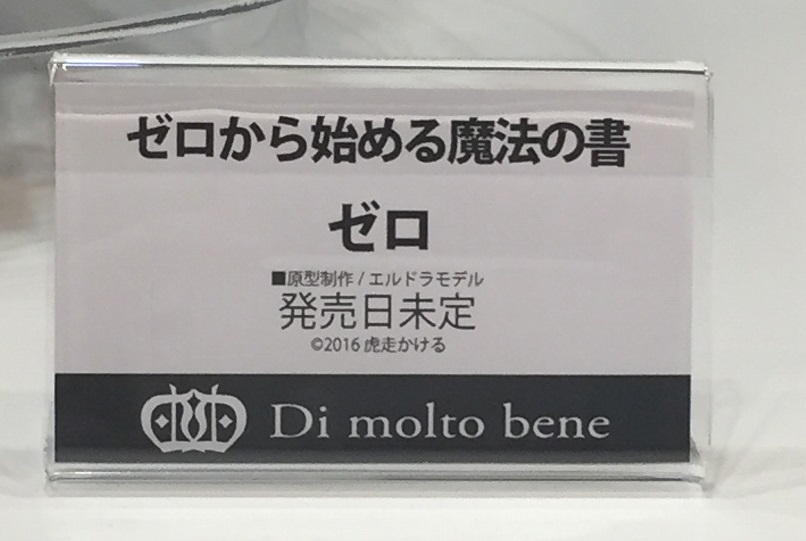 ゼロから始める魔法の書
ゼロ
■原型制作 / エルドラモデル
発売日未定
©2016 虎走かける
Di molto bene